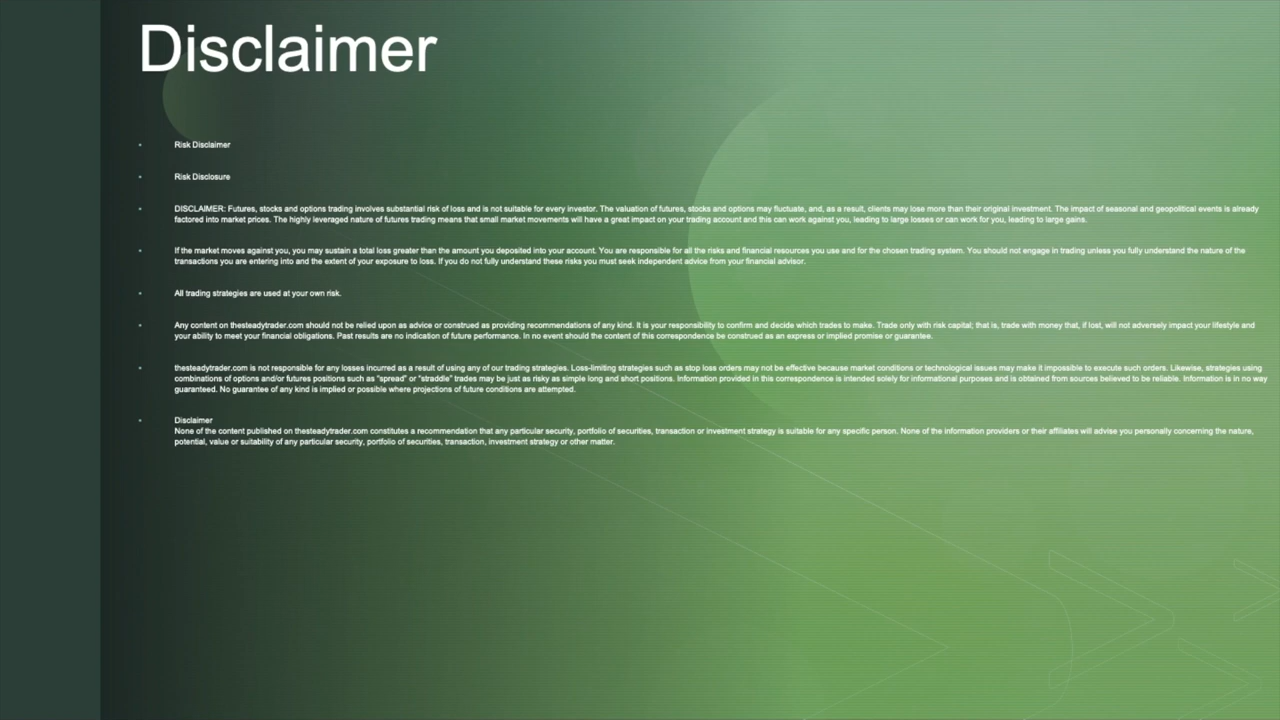 Disclaimer
Risk Disclaimer
Risk Disclosure
DISCLAIMER: Futures, stocks and options trading involves substantial risk of loss and is not suitable for every investor. The valuation of futures, stocks and options may fluctuate, and, as a result, clients may lose more than their original investment. The impact of seasonal and geopolitical events is already
factored into market prices. The highly leveraged nature of futures trading means that small market movements will have a great impact on your trading account and this can work against you, leading to large losses or can work for you, leading to large gains.
If the market moves against you, you may sustain a total loss greater than the amount you deposited into your account. You are responsible for all the risks and financial resources you use and for the chosen trading system. You should not engage in trading unless you fully understand the nature of the
transactions you are entering into and the extent of your exposure to loss. If you do not fully understand these risks you must seek independent advice from your financial advisor.
All trading strategies are used at your own risk.
Any content on thesteadytrader.com should not be relied upon as advice or construed as providing recommendations of any kind. It is your responsibility to confirm and decide which trades to make. Trade only with risk capital; that is, trade with money that, if lost, will not adversely impact your lifestyle and
your ability to meet your financial obligations. Past results are no indication of future performance. In no event should the content of this correspondence be construed as an express or implied promise or guarantee.
thesteadytrader.com is not responsible for any losses incurred as a result of using any of our trading strategies. Loss-limiting strategies such as stop loss orders may not be effective because market conditions or technological issues may make it impossible to execute such orders. Likewise, strategies using
combinations of options and/or futures positions such as "spread" or "straddle" trades may be just as risky as simple long and short positions. Information provided in this correspondence is intended solely for informational purposes and is obtained from sources believed to be reliable. Information is in no way
guaranteed. No guarantee of any kind is implied or possible where projections of future conditions are attempted.
Disclaimer
None of the content published on thesteadytrader.com constitutes a recommendation that any particular security, portfolio of securities, transaction or investment strategy is suitable for any specific person. None of the information providers or their affiliates will advise you personally concerning the nature,
potential, value or suitability of any particular security, portfolio of securities, transaction, investment strategy or other matter.